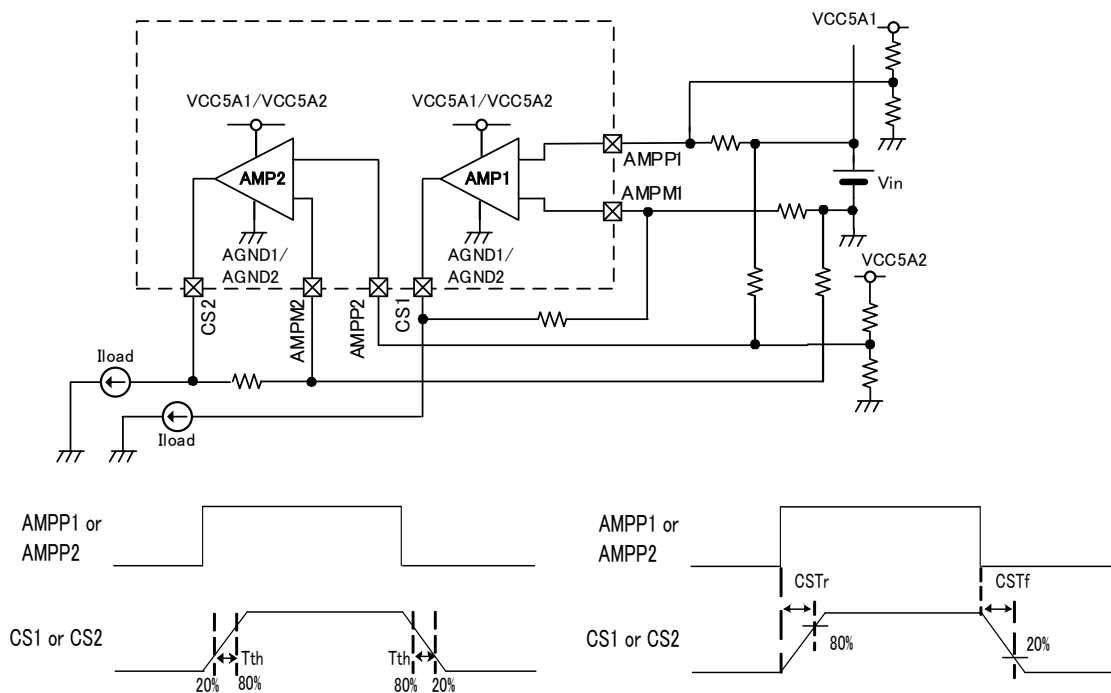 VCC5A1
VCC5A1/VCC5A2
VCC5A1/VCC5A2
AMP2
AMP1
AMPP1
AMPM1
Vin
AGND1/
AGND2
AGND1/
AGND2
VCC5A2
CS2
AMPM2
AMPP2
CS1
Iload
Iload
AMPP1 or
AMPP2
CS1 or CS2
Tth
Tth
20%
80%
80%
20%
AMPP1 or
AMPP2
CSTr
CSTf
CS1 or CS2
80%
20%